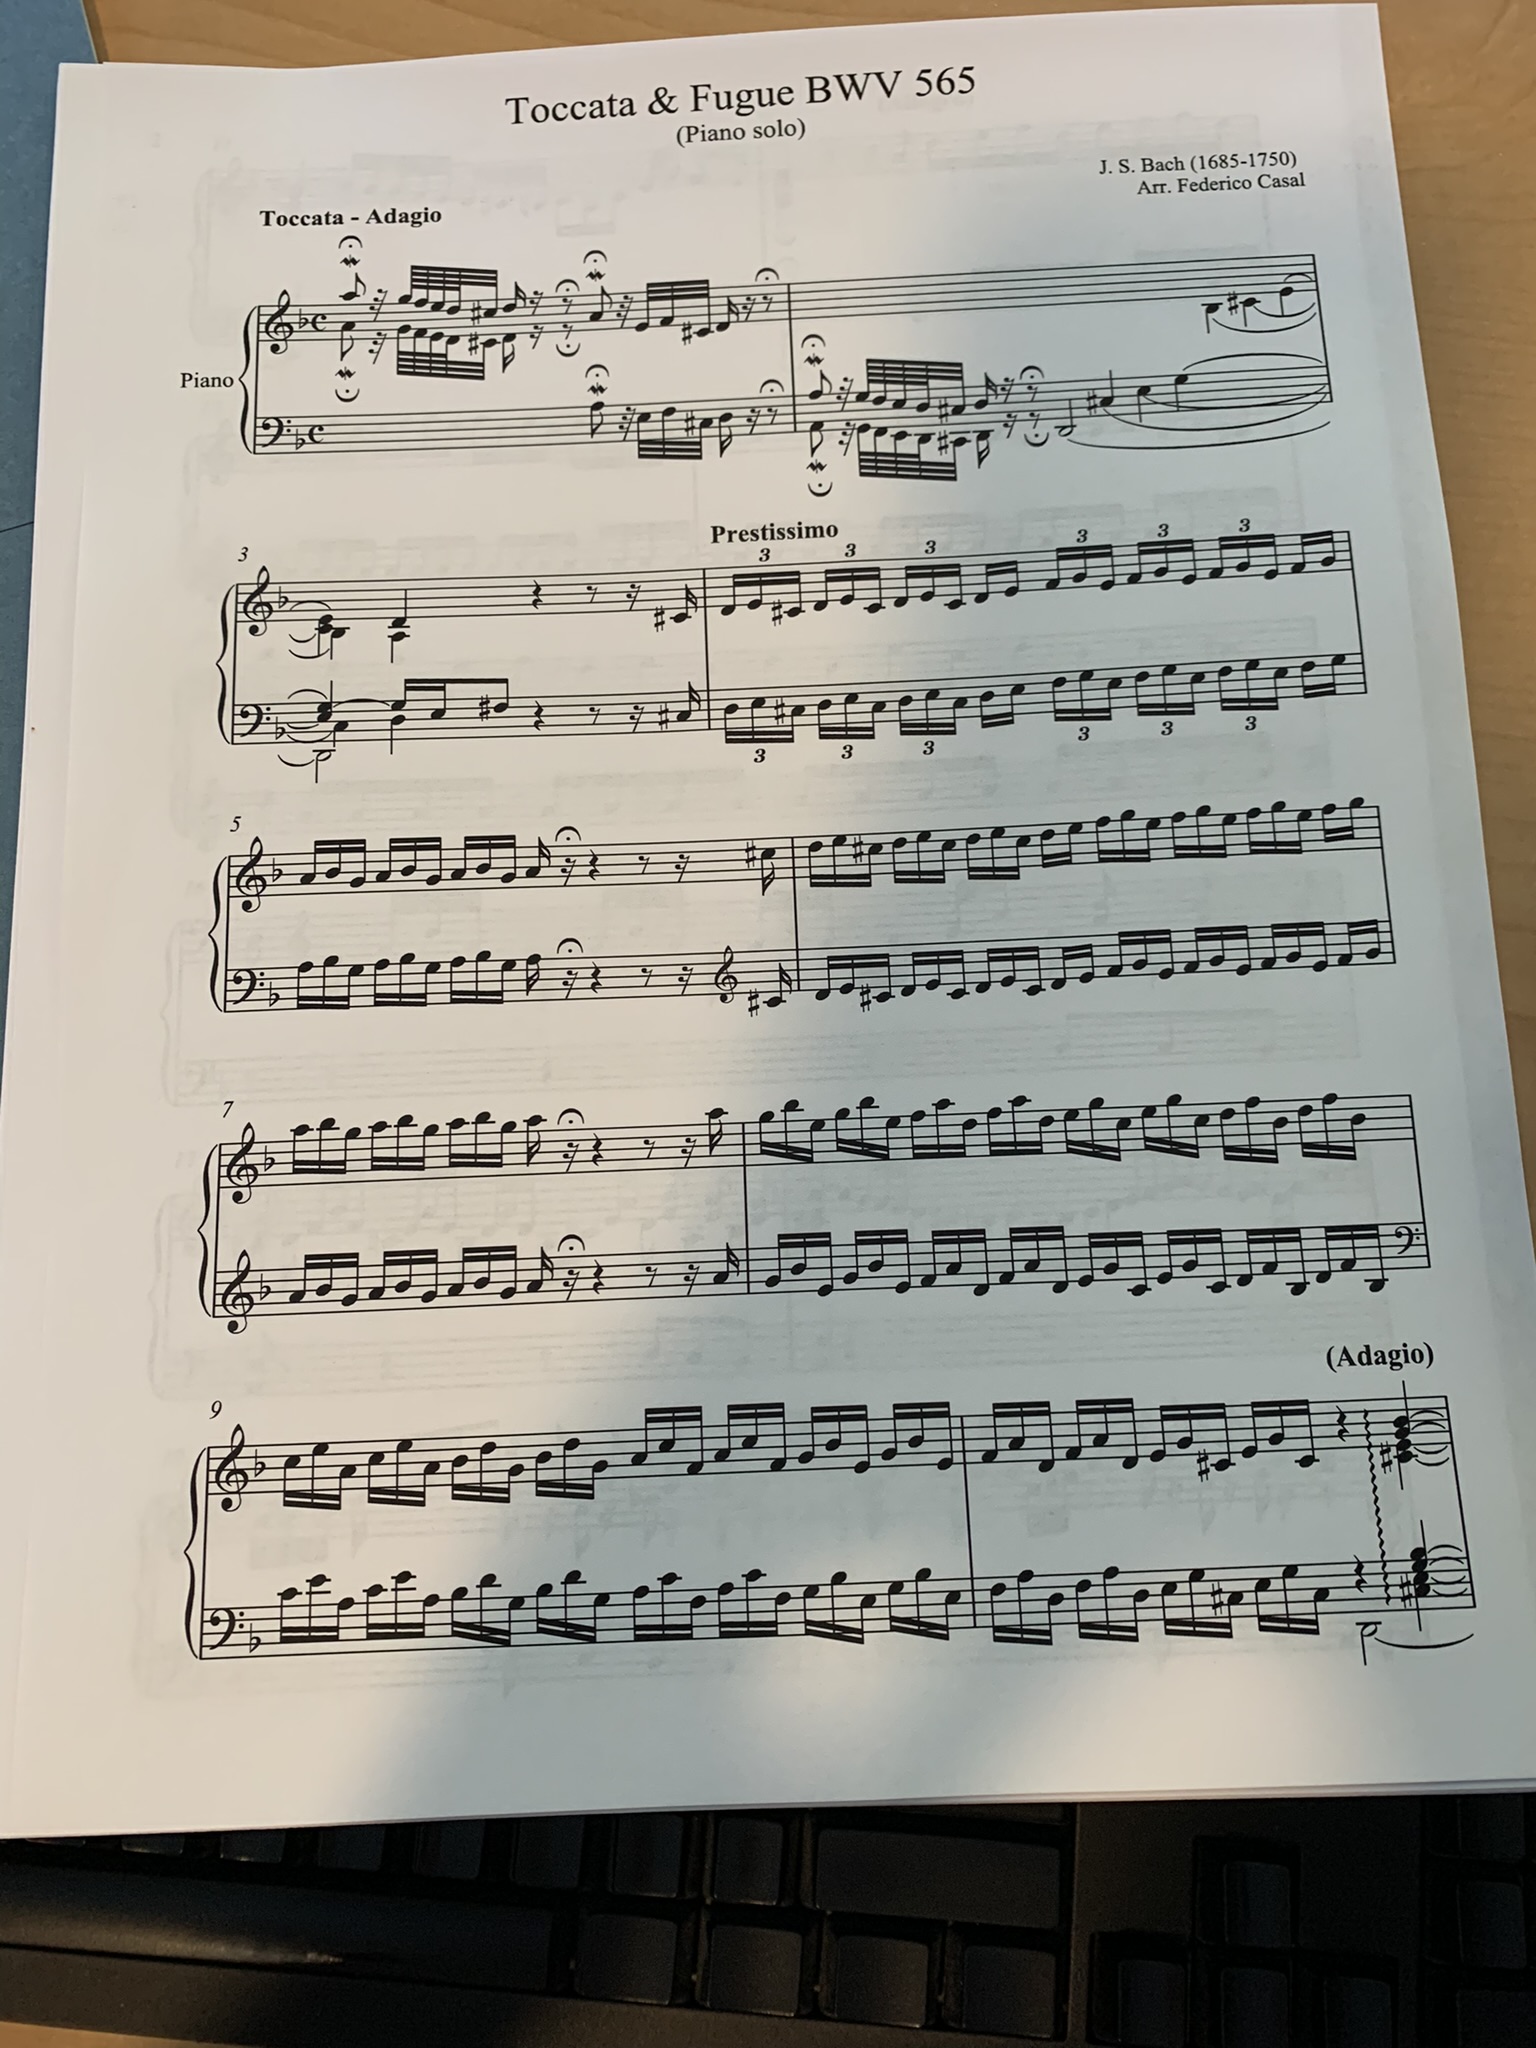 Toccata & Fugue BWV 565
(Piano solo)
J. S. Bach (1685-1750)
Arr. Federico Casal
Toccata - Adagio
Piano
3
Prestissimo
3 3 3 3 3 3
3 3 3 3 3 3
5
7
(Adagio)
9